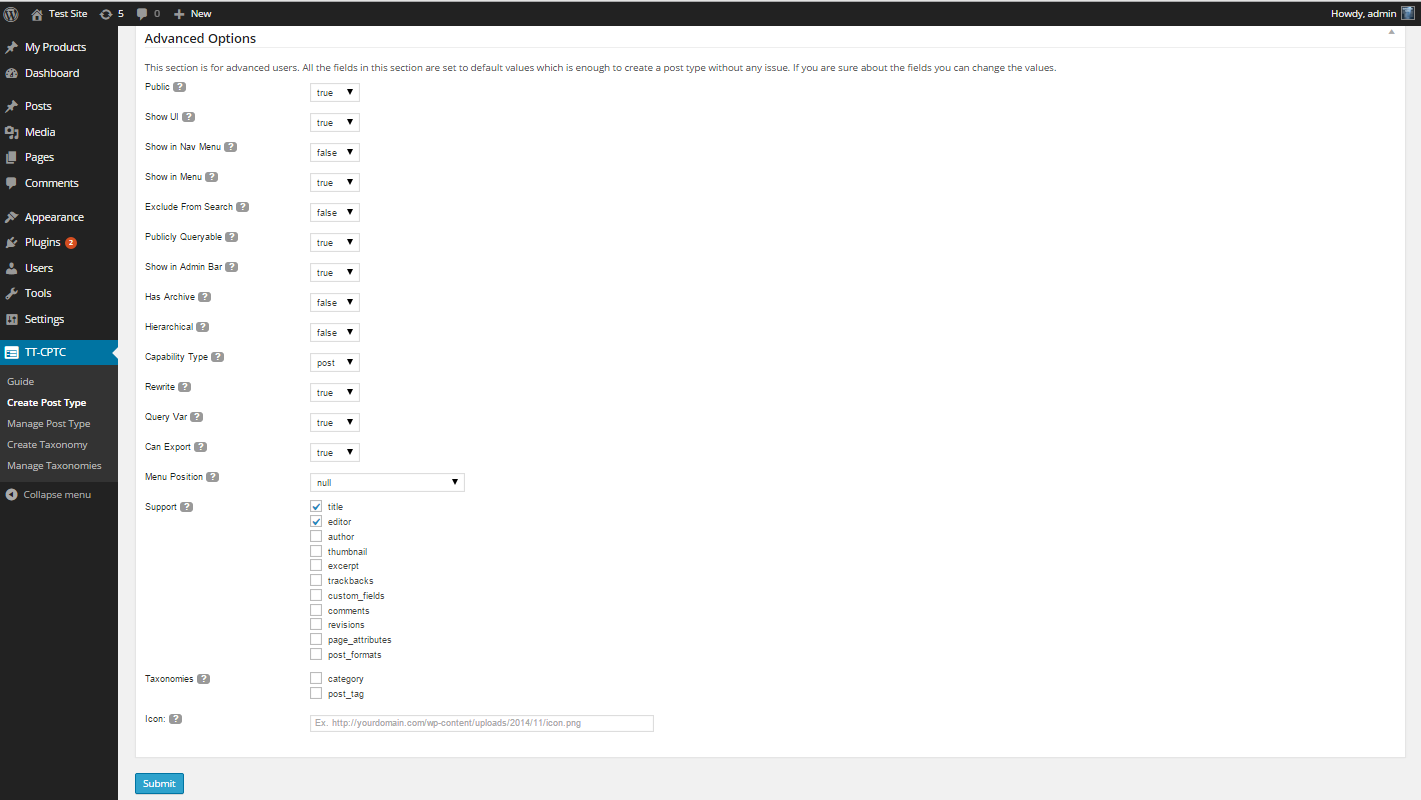 Test Site 5 0 New Howdy, admin
My Products
Dashboard
Posts
Media
Pages
Comments
Appearance
Plugins 2
Users
Tools
Settings
TT-CPTC
Guide
Create Post Type
Manage Post Type
Create Taxonomy
Manage Taxonomies
Collapse menu
Advanced Options
This section is for advanced users. All the fields in this section are set to default values which is enough to create a post type without any issue. If you are sure about the fields you can change the values.
Public ? true
Show UI ? true
Show in Nav Menu ? false
Show in Menu ? true
Exclude From Search ? false
Publicly Queryable ? true
Show in Admin Bar ? true
Has Archive ? false
Hierarchical ? false
Capability Type ? post
Rewrite ? true
Query Var ? true
Can Export ? true
Menu Position ? null
Support ? title
editor
author
thumbnail
excerpt
trackbacks
custom_fields
comments
revisions
page_attributes
post_formats
Taxonomies ? category
post_tag
Icon: ? Ex. http://yourdomain.com/wp-content/uploads/2014/11/icon.png
Submit